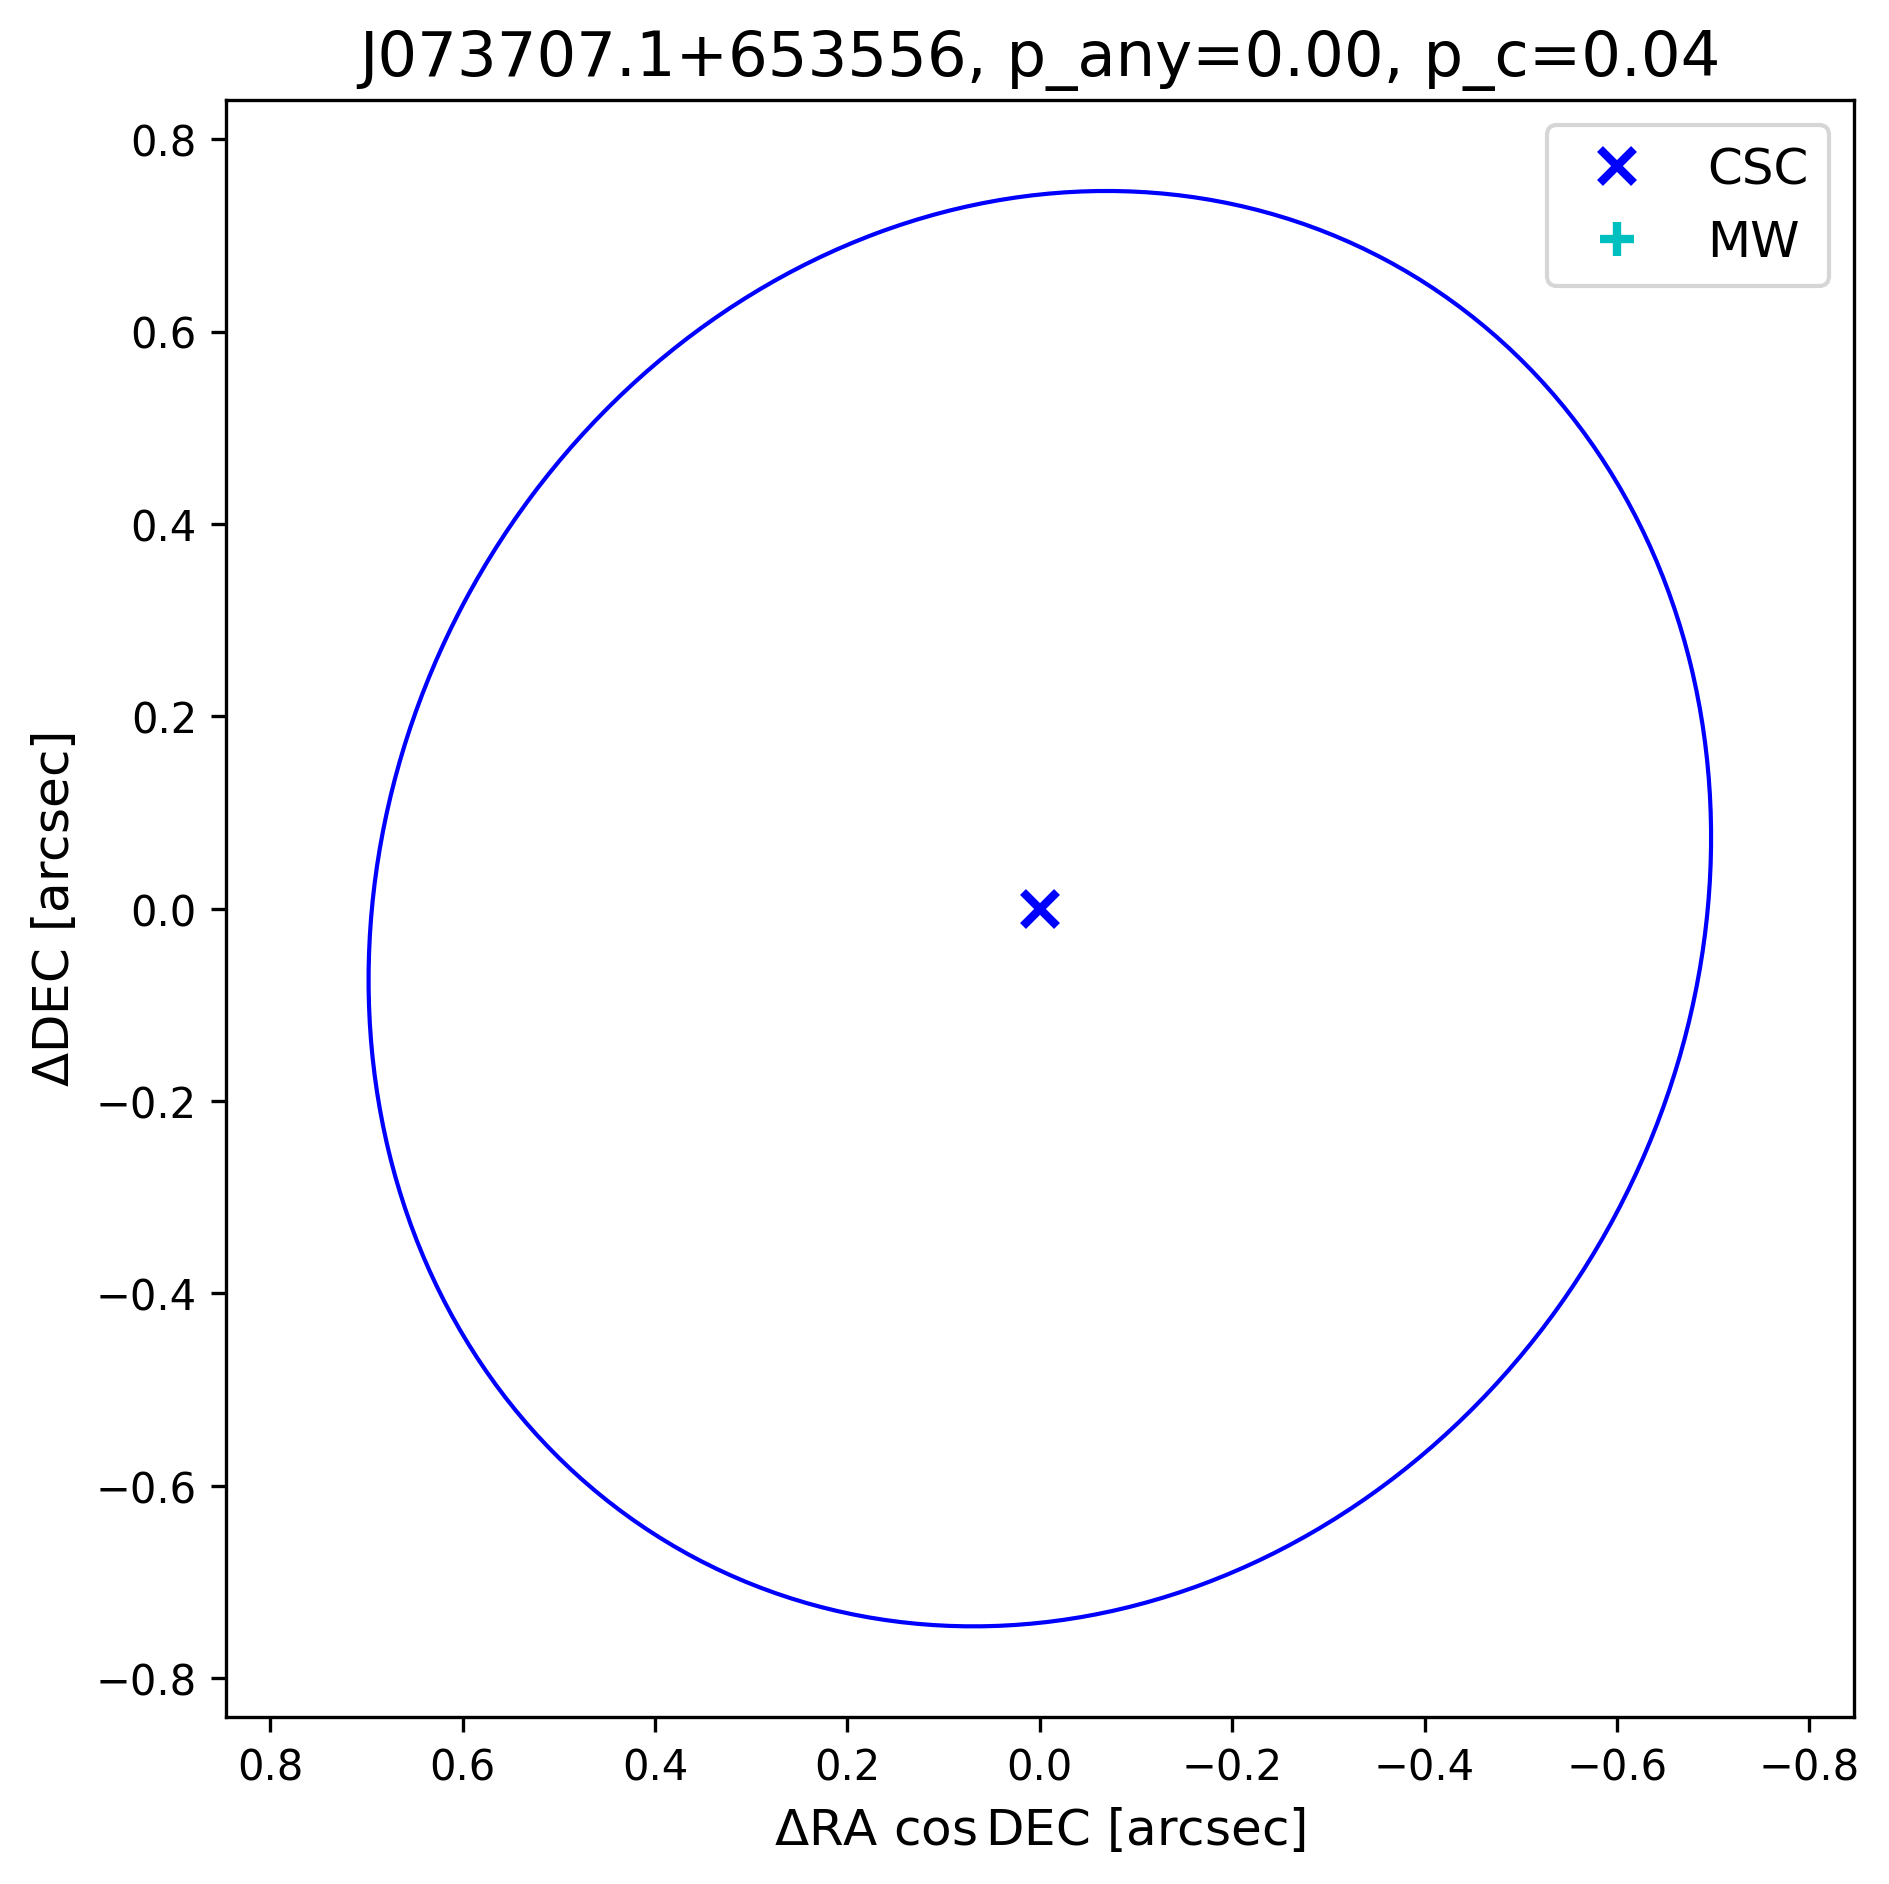 J073707.1+653556, p_any=0.00, p_c=0.04
CSC
MW
0.8
0.6
0.4
0.2
0.0
−0.2
−0.4
−0.6
−0.8
ΔDEC [arcsec]
0.8 0.6 0.4 0.2 0.0 −0.2 −0.4 −0.6 −0.8
ΔRA cos DEC [arcsec]